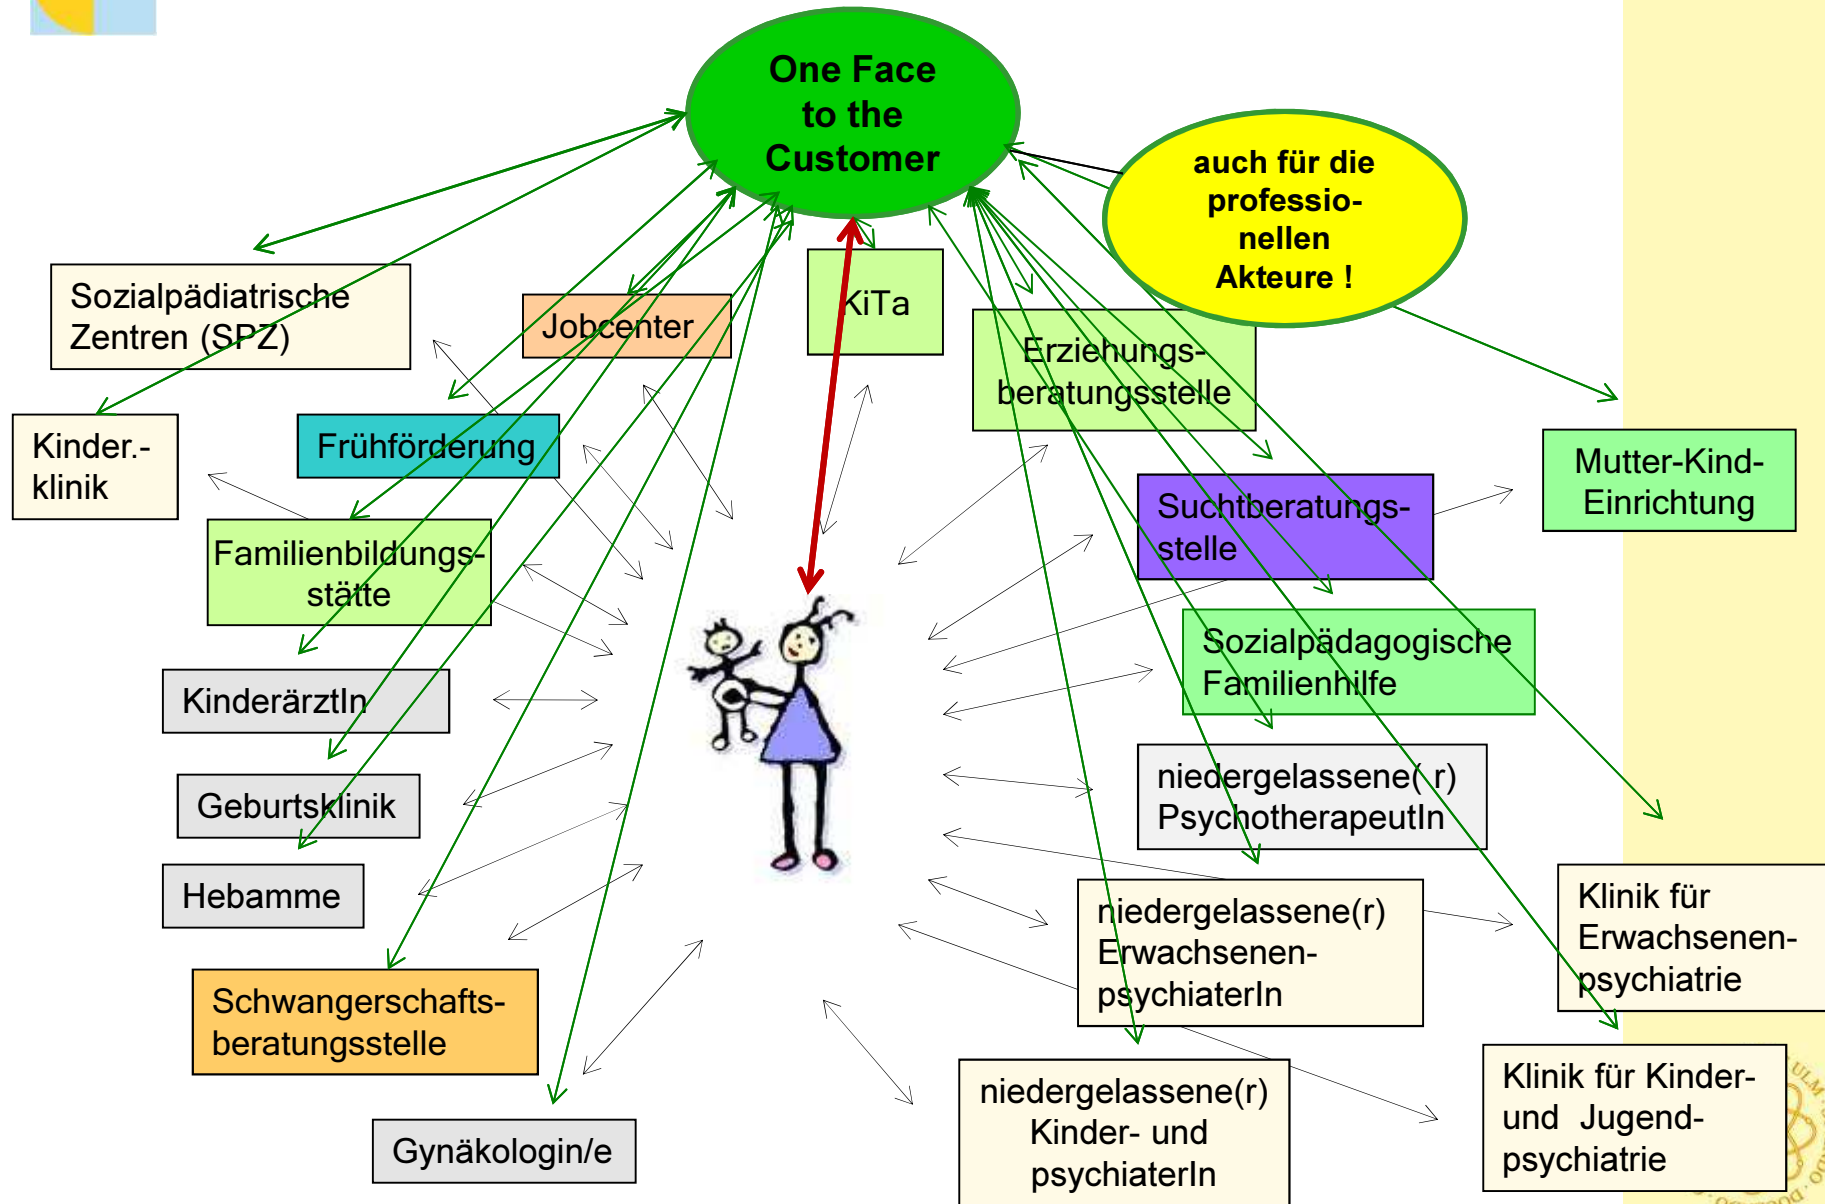 One Face
to the
Customer
auch für die
professio-
nellen
Akteure !
Sozialpädiatrische
Zentren (SPZ)
Jobcenter
KiTa
Erziehungs-
beratungsstelle
Kinder.-
klinik
Frühförderung
Mutter-Kind-
Einrichtung
Suchtberatungs-
stelle
Familienbildungs-
stätte
Sozialpädagogische
Familienhilfe
KinderärztIn
niedergelassene( r)
PsychotherapeutIn
Geburtsklinik
Hebamme
niedergelassene(r)
Erwachsenen-
psychiaterIn
Klinik für
Erwachsenen-
psychiatrie
Schwangerschafts-
beratungsstelle
niedergelassene(r)
Kinder- und
psychiaterIn
Klinik für Kinder-
und Jugend-
psychiatrie
Gynäkologin/e
ULM